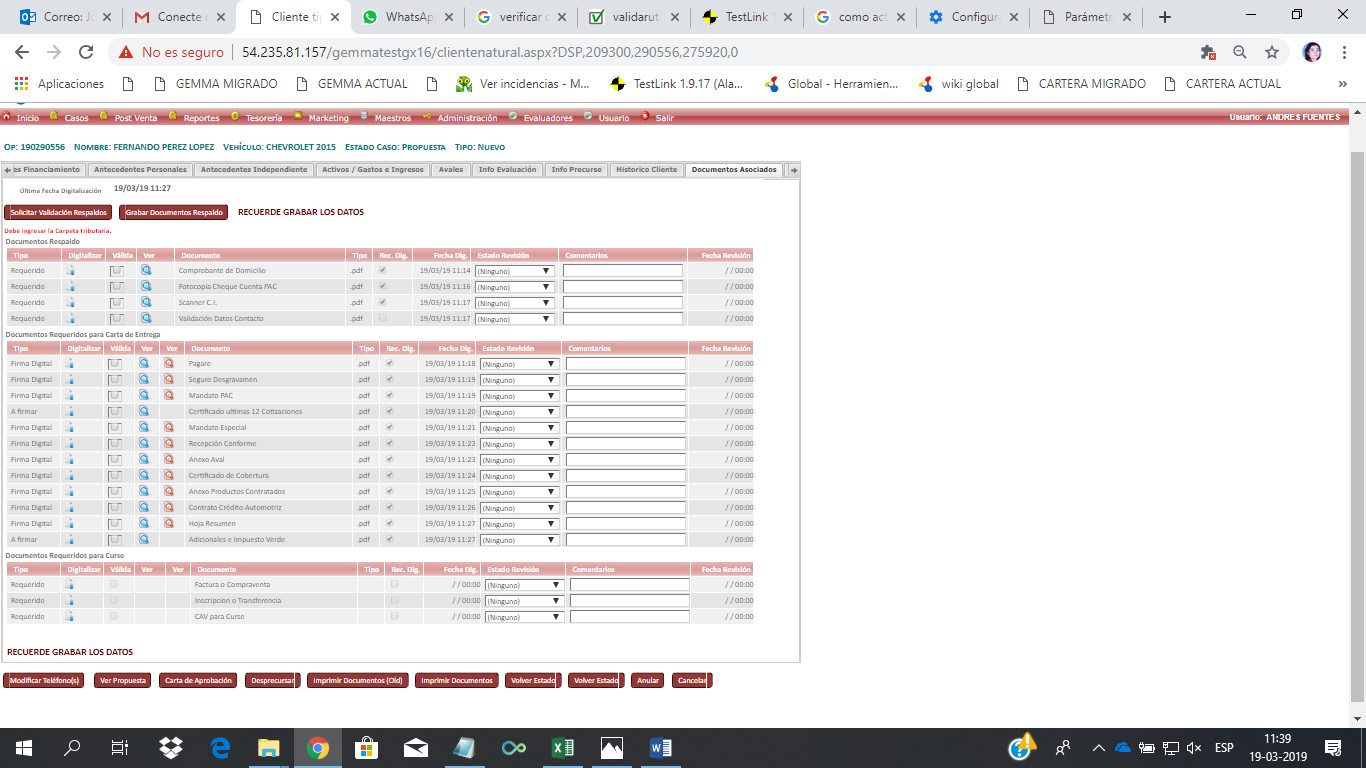 Correo: Ju
Conecte c
Cliente tip
WhatsApp
verificar c
validarut.
TestLink 1
como act
Configura
Parámetr
No es seguro | 54.235.81.157/gemmatestgx16/clientenatural.aspx?DSP,209300,290556,275920,0
Aplicaciones GEMMA MIGRADO GEMMA ACTUAL Ver incidencias - M... TestLink 1.9.17 (Ala... Global - Herramien... wiki global CARTERA MIGRADO CARTERA ACTUAL »
Inicio Casos Post Venta Reportes Tesorería Marketing Maestros Administración Evaluadores Usuario Salir Usuario: ANDRES FUENTES
Op: 190290556 Nombre: FERNANDO PEREZ LOPEZ Vehículo: CHEVROLET 2015 Estado Caso: Propuesta Tipo: Nuevo
es Financiamiento Antecedentes Personales Antecedentes Independiente Activos / Gastos e Ingresos Avales Info Evaluación Info Precurse Historico Cliente Documentos Asociados
Última Fecha Digitalización 19/03/19 11:27
Solicitar Validación Respaldos Grabar Documentos Respaldo RECUERDE GRABAR LOS DATOS
Debe ingresar la Carpeta tributaria.
Documentos Respaldo
Tipo Digitalizar Válida Ver Documento Tipo Rec. Dig. Fecha Dig. Estado Revisión Comentarios Fecha Revisión
Requerido Comprobante de Domicilio .pdf 19/03/19 11:14 (Ninguno) / / 00:00
Requerido Fotocopia Cheque Cuenta PAC .pdf 19/03/19 11:16 (Ninguno) / / 00:00
Requerido Scanner C.I. .pdf 19/03/19 11:17 (Ninguno) / / 00:00
Requerido Validación Datos Contacto .pdf 19/03/19 11:17 (Ninguno) / / 00:00
Documentos Requeridos para Carta de Entrega
Tipo Digitalizar Válida Ver Ver Documento Tipo Rec. Dig. Fecha Dig. Estado Revisión Comentarios Fecha Revisión
Firma Digital Pagare .pdf 19/03/19 11:18 (Ninguno) / / 00:00
Firma Digital Seguro Desgravamen .pdf 19/03/19 11:19 (Ninguno) / / 00:00
Firma Digital Mandato PAC .pdf 19/03/19 11:19 (Ninguno) / / 00:00
A firmar Certificado ultimas 12 Cotizaciones .pdf 19/03/19 11:20 (Ninguno) / / 00:00
Firma Digital Mandato Especial .pdf 19/03/19 11:21 (Ninguno) / / 00:00
Firma Digital Recepción Conforme .pdf 19/03/19 11:22 (Ninguno) / / 00:00
Firma Digital Anexo Aval .pdf 19/03/19 11:23 (Ninguno) / / 00:00
Firma Digital Certificado de Cobertura .pdf 19/03/19 11:24 (Ninguno) / / 00:00
Firma Digital Anexo Productos Contratados .pdf 19/03/19 11:25 (Ninguno) / / 00:00
Firma Digital Contrato Crédito Automotriz .pdf 19/03/19 11:26 (Ninguno) / / 00:00
Firma Digital Hoja Resumen .pdf 19/03/19 11:27 (Ninguno) / / 00:00
A firmar Adicionales e Impuesto Verde .pdf 19/03/19 11:27 (Ninguno) / / 00:00
Documentos Requeridos para Curse
Tipo Digitalizar Válida Ver Ver Documento Tipo Rec. Dig. Fecha Dig. Estado Revisión Comentarios Fecha Revisión
Requerido Factura o Compraventa / / 00:00 (Ninguno) / / 00:00
Requerido Inscripcion o Transferencia / / 00:00 (Ninguno) / / 00:00
Requerido CAV para Curse / / 00:00 (Ninguno) / / 00:00
RECUERDE GRABAR LOS DATOS
Modificar Teléfono(s) Ver Propuesta Carta de Aprobación Desprecursar Imprimir Documentos (Old) Imprimir Documentos Volver Estado Volver Estado Anular Cancelar
ESP
11:39
19-03-2019